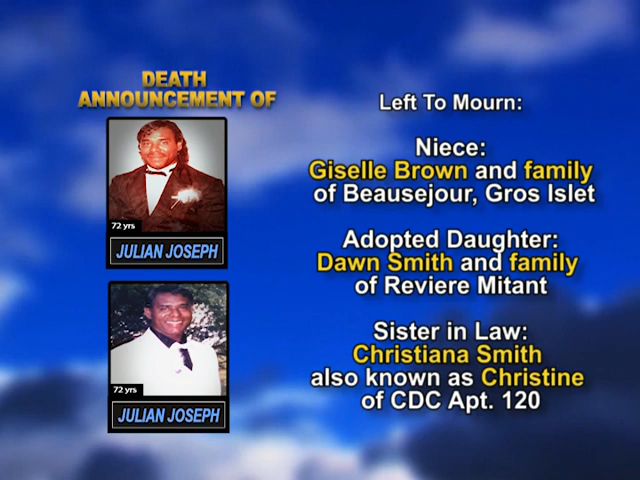 DEATH
ANNOUNCEMENT OF
72 yrs
JULIAN JOSEPH
72 yrs
JULIAN JOSEPH
Left To Mourn:
Niece:
Giselle Brown and family
of Beausejour, Gros Islet
Adopted Daughter:
Dawn Smith and family
of Reviere Mitant
Sister in Law:
Christiana Smith
also known as Christine
of CDC Apt. 120